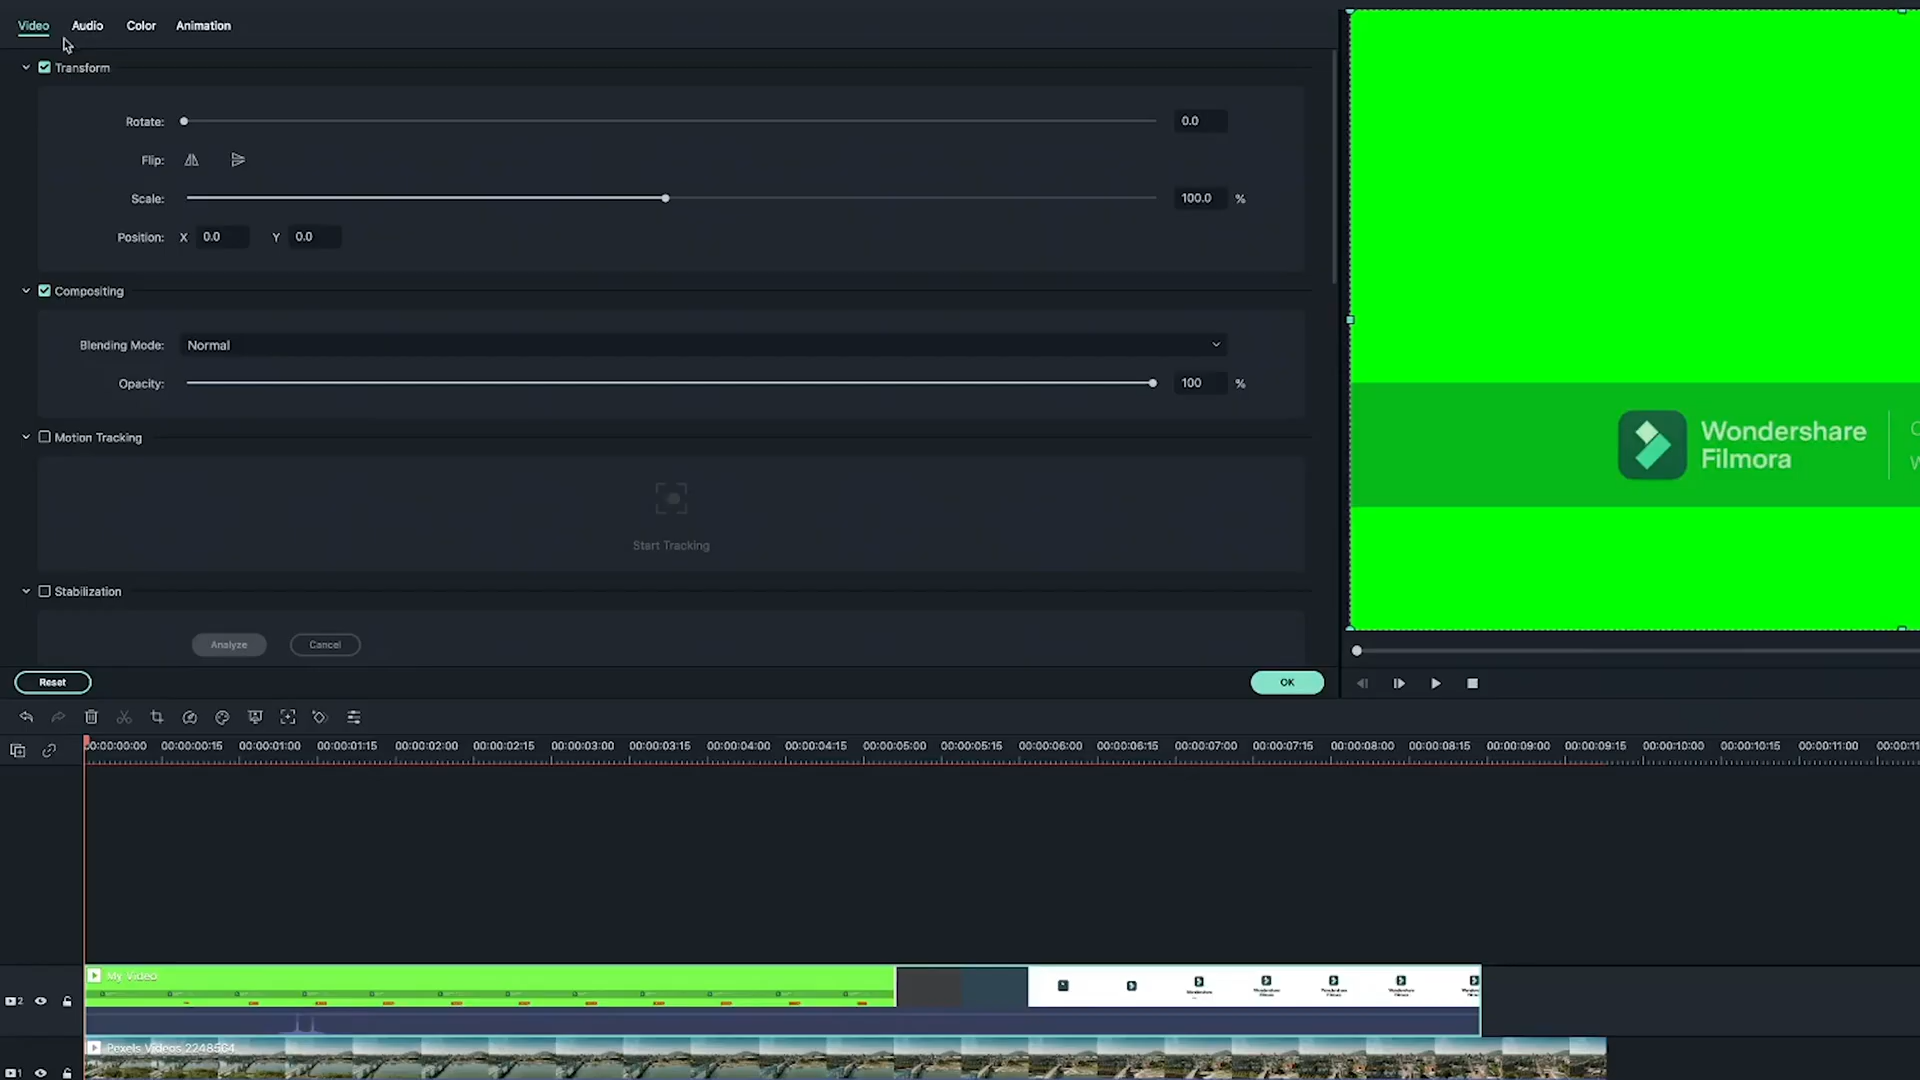 Video Audio Color Animation
Transform
Rotate: 0.0
Flip:
Scale: 100.0 %
Position: X 0.0 Y 0.0
Compositing
Blending Mode: Normal
Opacity: 100 %
Motion Tracking
Start Tracking
Stabilization
Analyze Cancel
Reset OK
Wondershare
Filmora
00:00:00:00 00:00:00:15 00:00:01:00 00:00:01:15 00:00:02:00 00:00:02:15 00:00:03:00 00:00:03:15 00:00:04:00 00:00:04:15 00:00:05:00 00:00:05:15 00:00:06:00 00:00:06:15 00:00:07:00 00:00:07:15 00:00:08:00 00:00:08:15 00:00:09:00 00:00:09:15 00:00:10:00 00:00:10:15 00:00:11:00 00:00:11
My Video
2
Pexels Videos 2248564
1